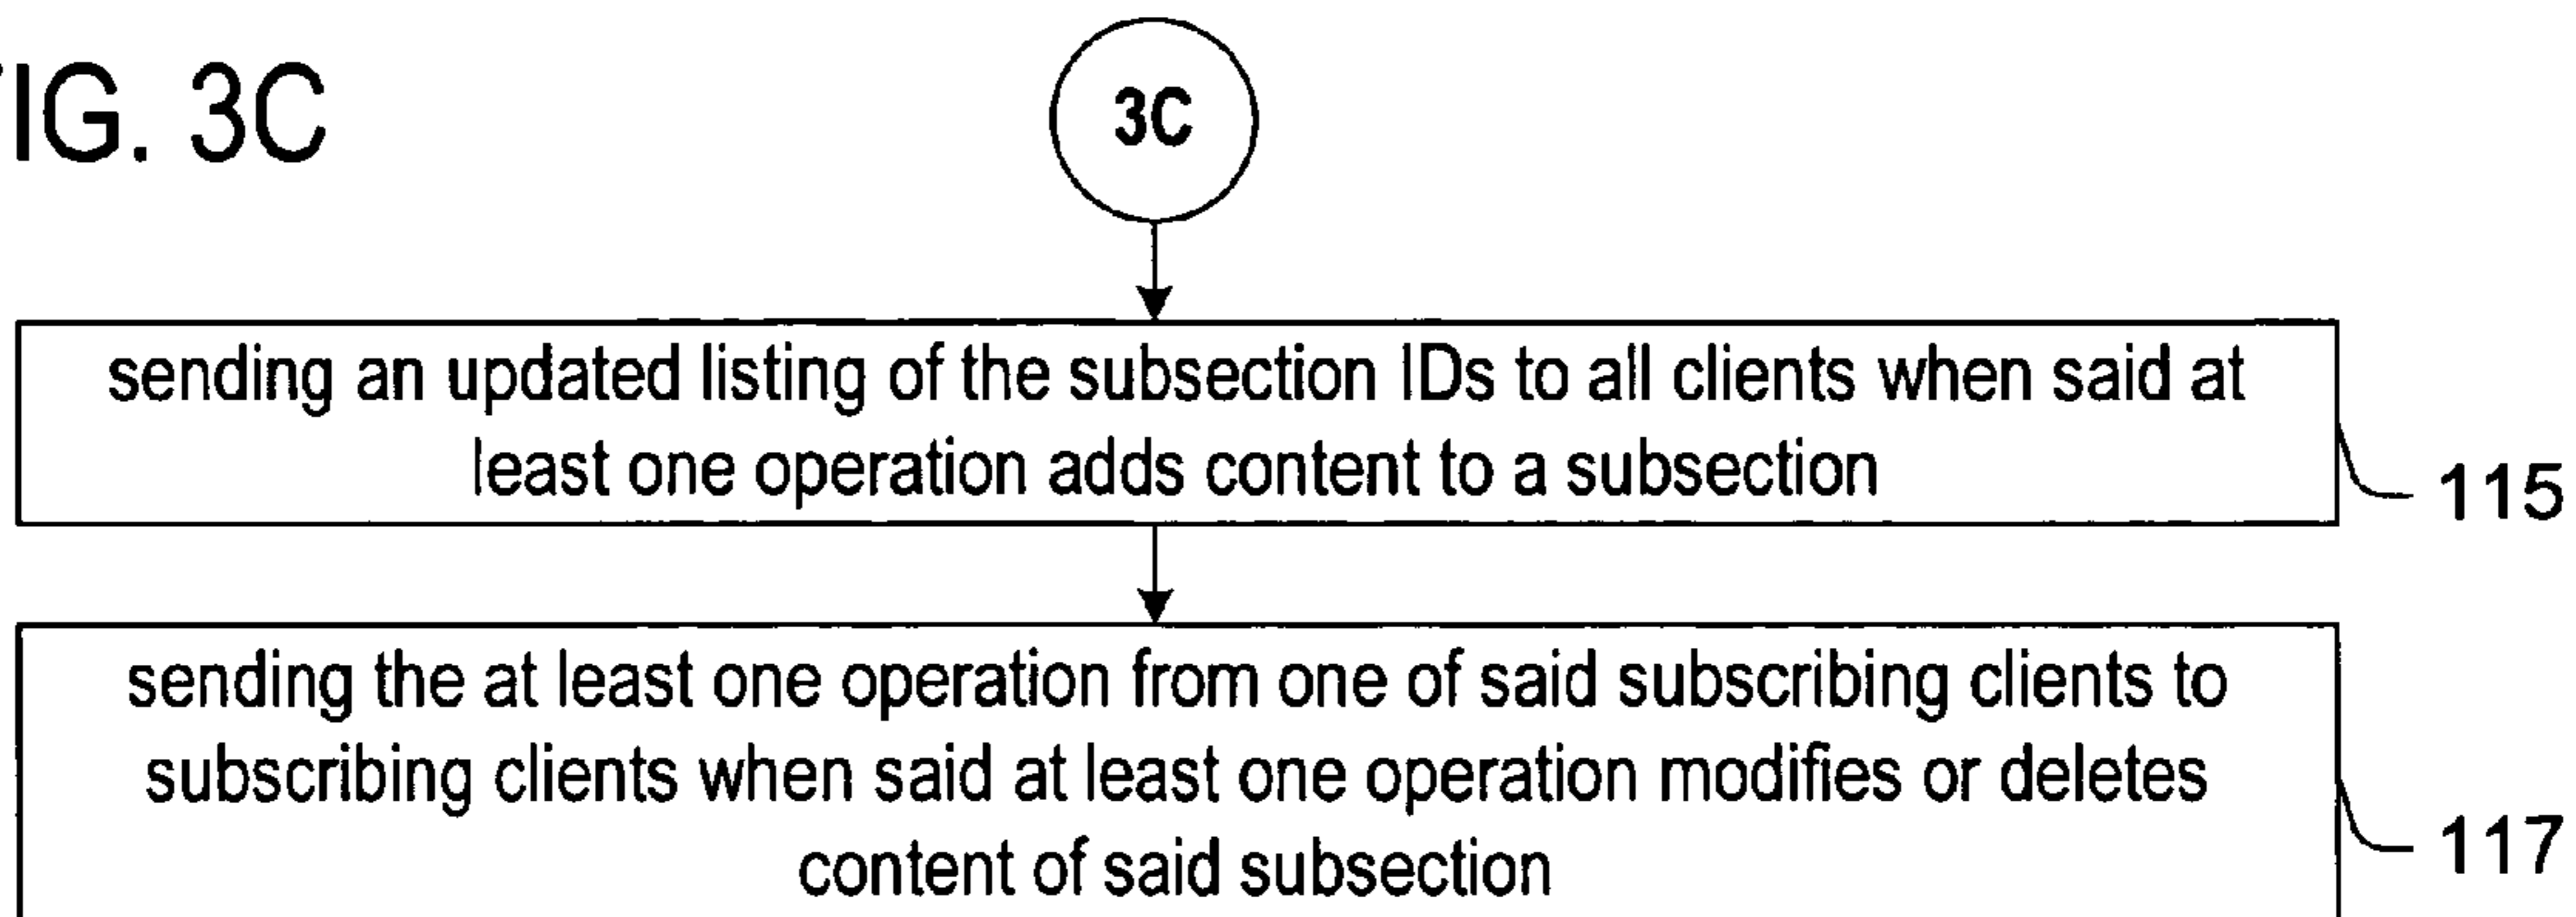 IG. 3C
3C
sending an updated listing of the subsection IDs to all clients when said at
least one operation adds content to a subsection
115
sending the at least one operation from one of said subscribing clients to
subscribing clients when said at least one operation modifies or deletes
content of said subsection
117